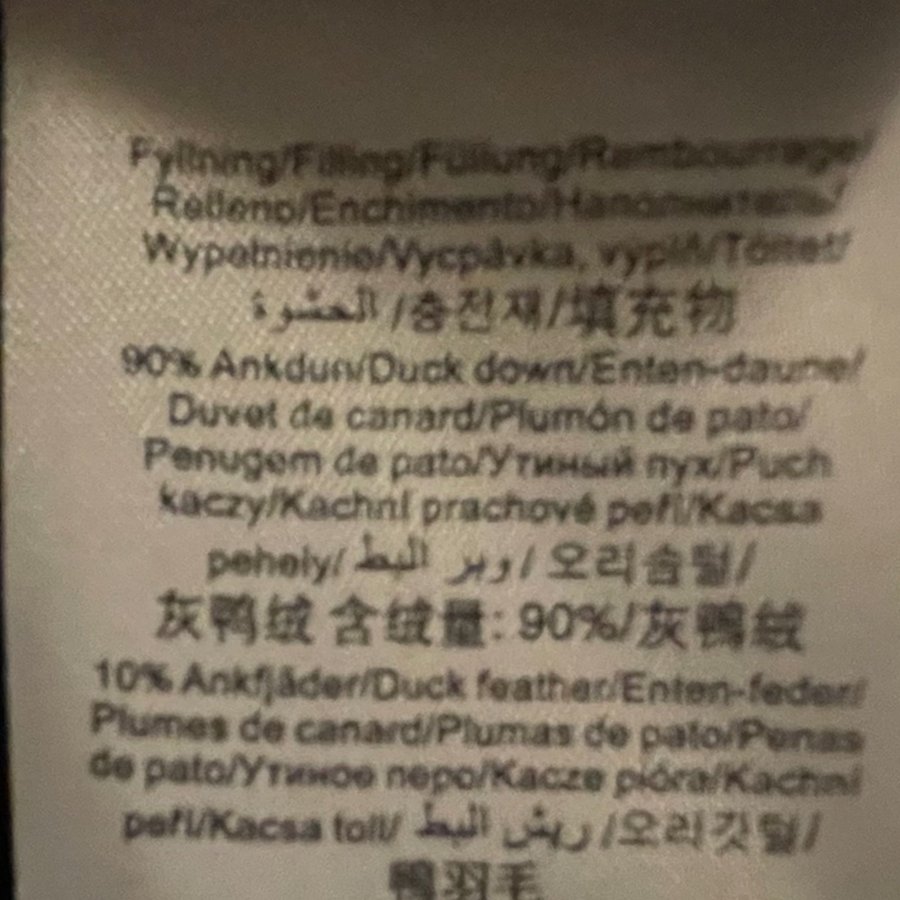 Fyllning/Filling/Füllung/Rembourrage/
Relleno/Enchimento/Наполнитель/
Wypełnienie/Vycpávka, výplň/Töltet/
الحشوة /충전재/填充物
90% Ankdun/Duck down/Enten-daune/
Duvet de canard/Plumón de pato/
Penugem de pato/Утиный пух/Puch
kaczy/Kachní prachové peří/Kacsa
pehely/ وبر البط / 오리솜털/
灰鸭绒 含绒量: 90%/灰鴨絨
10% Ankfjäder/Duck feather/Enten-feder/
Plumes de canard/Plumas de pato/Penas
de pato/Утиное перо/Kacze pióra/Kachní
peří/Kacsa toll/ ريش البط /오리깃털/
鴨羽毛